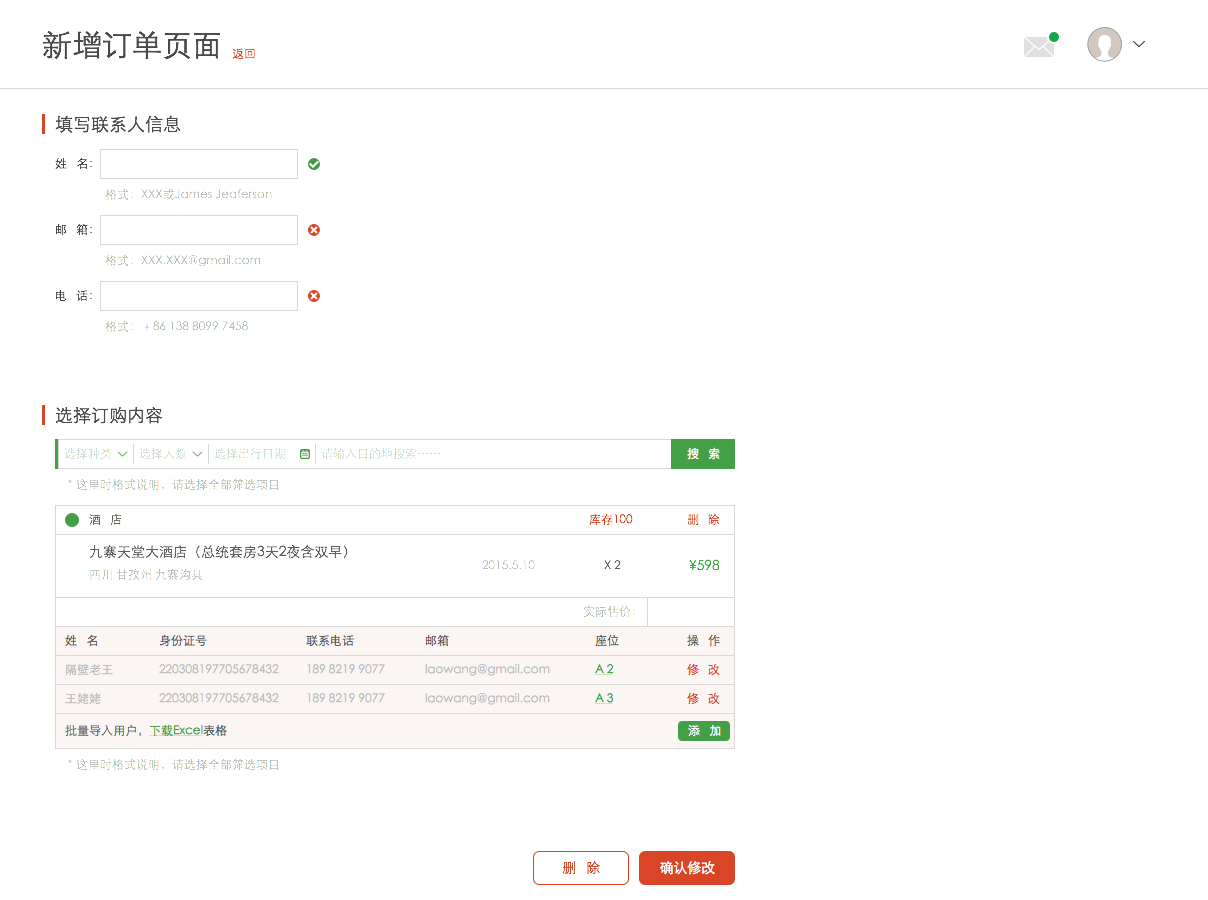 新增订单页面 返回
填写联系人信息
姓 名:
格式: XXX或James Jeaferson
邮 箱:
格式: XXX.XXX@gmail.com
电 话:
格式: + 86 138 8099 7458
选择订购内容
选择种类 选择人数 选择出行日期 请输入目的地搜索…… 搜 索
* 这里时格式说明，请选择全部筛选项目
酒 店 库存100 删 除
九寨天堂大酒店（总统套房3天2夜含双早）
四川 甘孜州 九寨沟县 2015.5.10 X 2 ¥598
实际售价:
姓 名 身份证号 联系电话 邮箱 座位 操 作
隔壁老王 220308197705678432 189 8219 9077 laowang@gmail.com A 2 修 改
王姥姥 220308197705678432 189 8219 9077 laowang@gmail.com A 3 修 改
批量导入用户，下载Excel表格 添 加
* 这里时格式说明，请选择全部筛选项目
删 除 确认修改